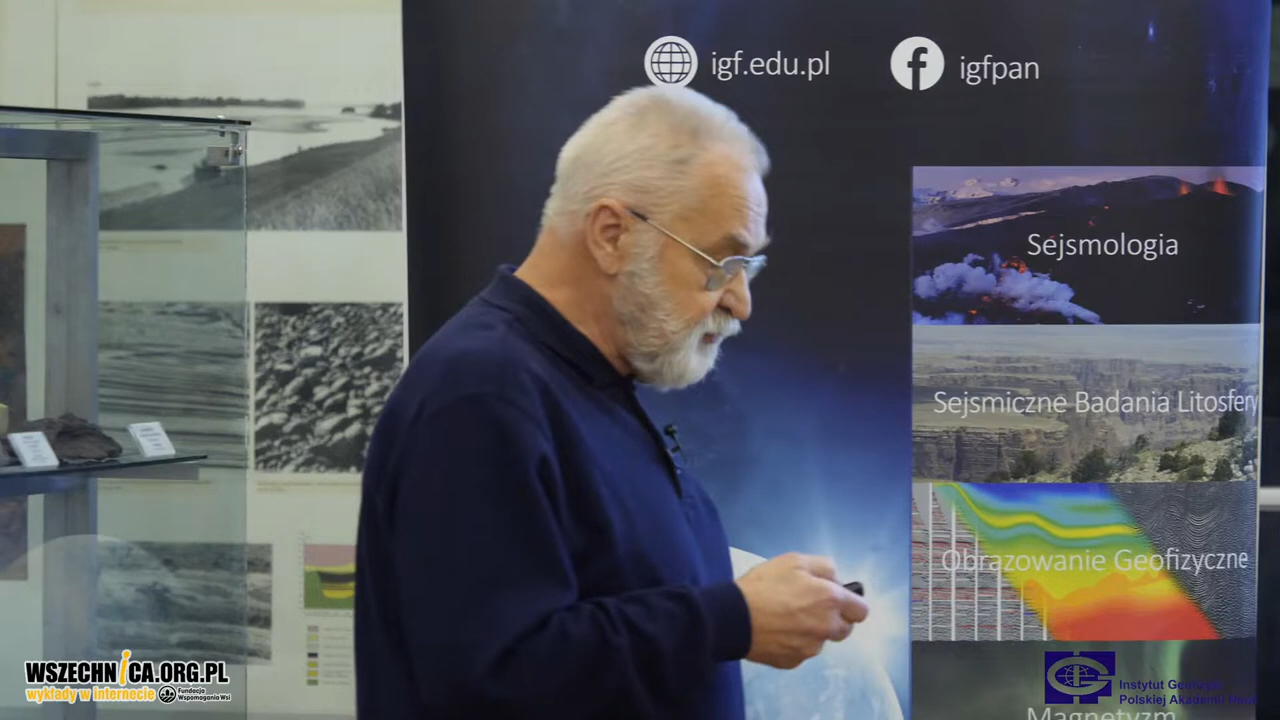 igf.edu.pl
igfpan
Sejsmologia
Sejsmiczne Badania Litosfery
Obrazowanie Geofizyczne
Magnetyzm
WSZECHNICA.ORG.PL
wykłady w internecie
Fundacja
Wspomagania Wsi
Instytut Geofizyki
Polskiej Akademii Nauk